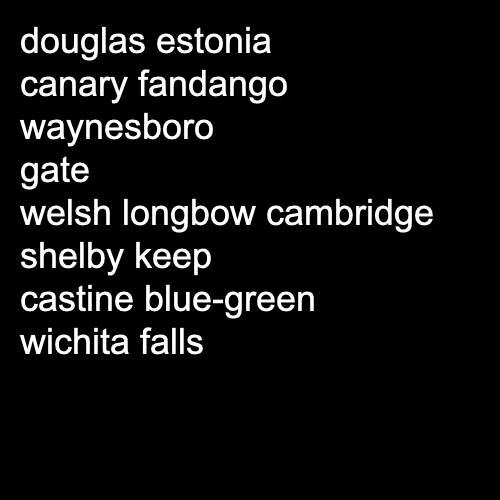 douglas estonia
canary fandango
waynesboro
gate
welsh longbow cambridge
shelby keep
castine blue-green
wichita falls